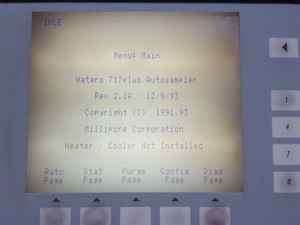 IDLE
Menu: Main
Waters 717plus Autosampler
Rev 2.1A 12/9/93
Copyright (C) 1991,93
Millipore Corporation
Heater / Cooler Not Installed
Auto Stat Purge Config Diag
Page Page Page Page Page
1
4
7
0